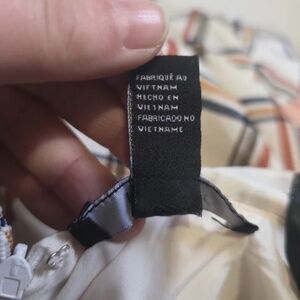 FABRIQUÉ AU
VIETNAM
HECHO EN
VIETNAM
FABRICADO NO
VIETNAME